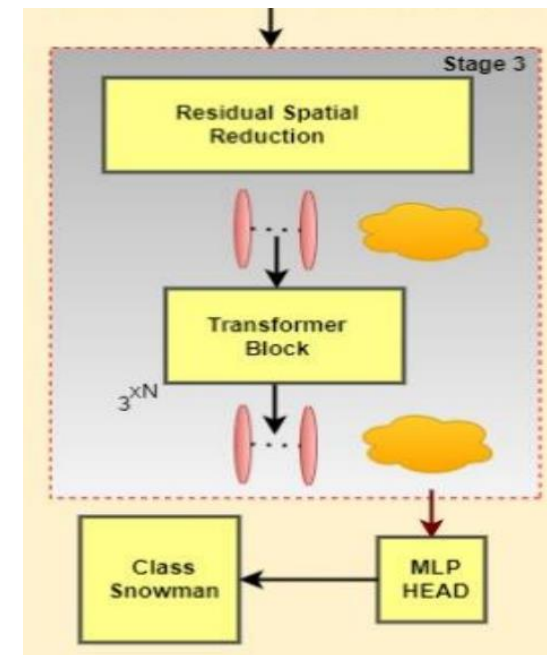 Stage 3
Residual Spatial
Reduction
Transformer
Block
3xN
Class
Snowman
MLP
HEAD